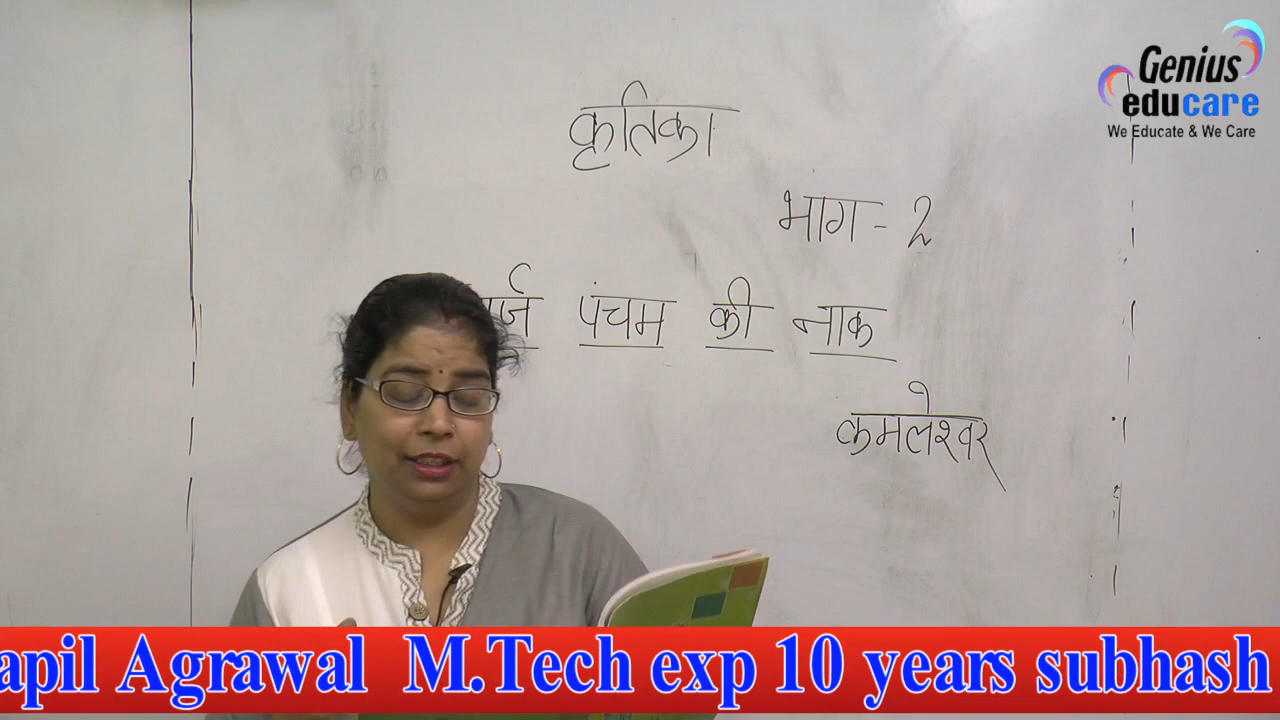 Genius
educare
We Educate & We Care
कृतिका
भाग - 2
र्ज पंचम की नाक
कमलेश्वर
apil Agrawal M.Tech exp 10 years subhash